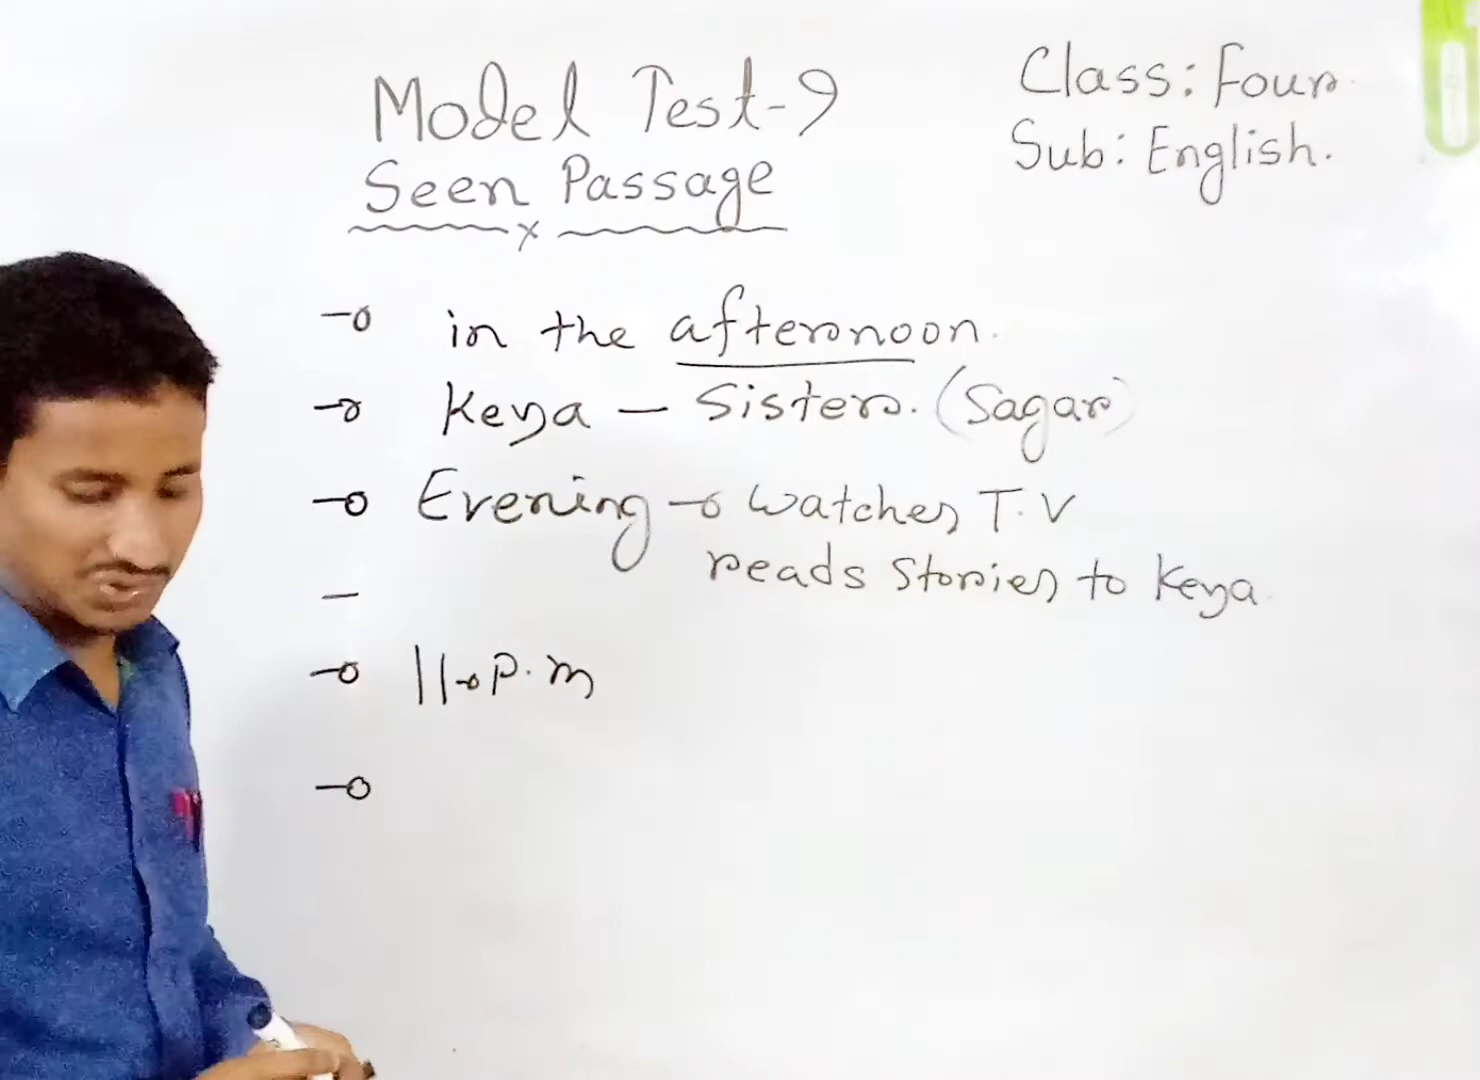 Model Test-9
Seen Passage
Class: Four
Sub: English.
in the afternoon.
Keya - Sister. (Sagar)
Evening → Watches T.V
reads Stories to Keya
11 P.m